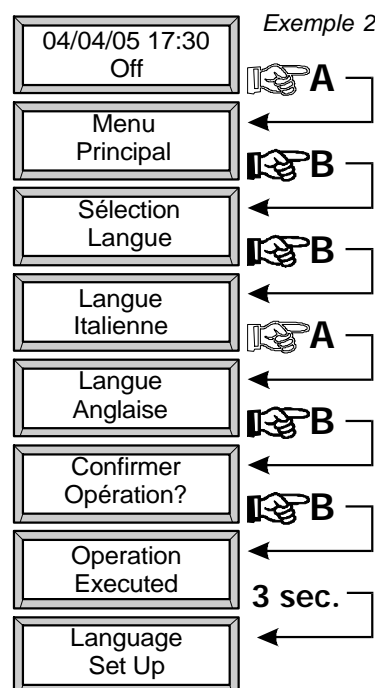 Exemple 2
04/04/05 17:30
Off
A
Menu
Principal
B
Sélection
Langue
B
Langue
Italienne
A
Langue
Anglaise
B
Confirmer
Opération?
B
Operation
Executed
3 sec.
Language
Set Up